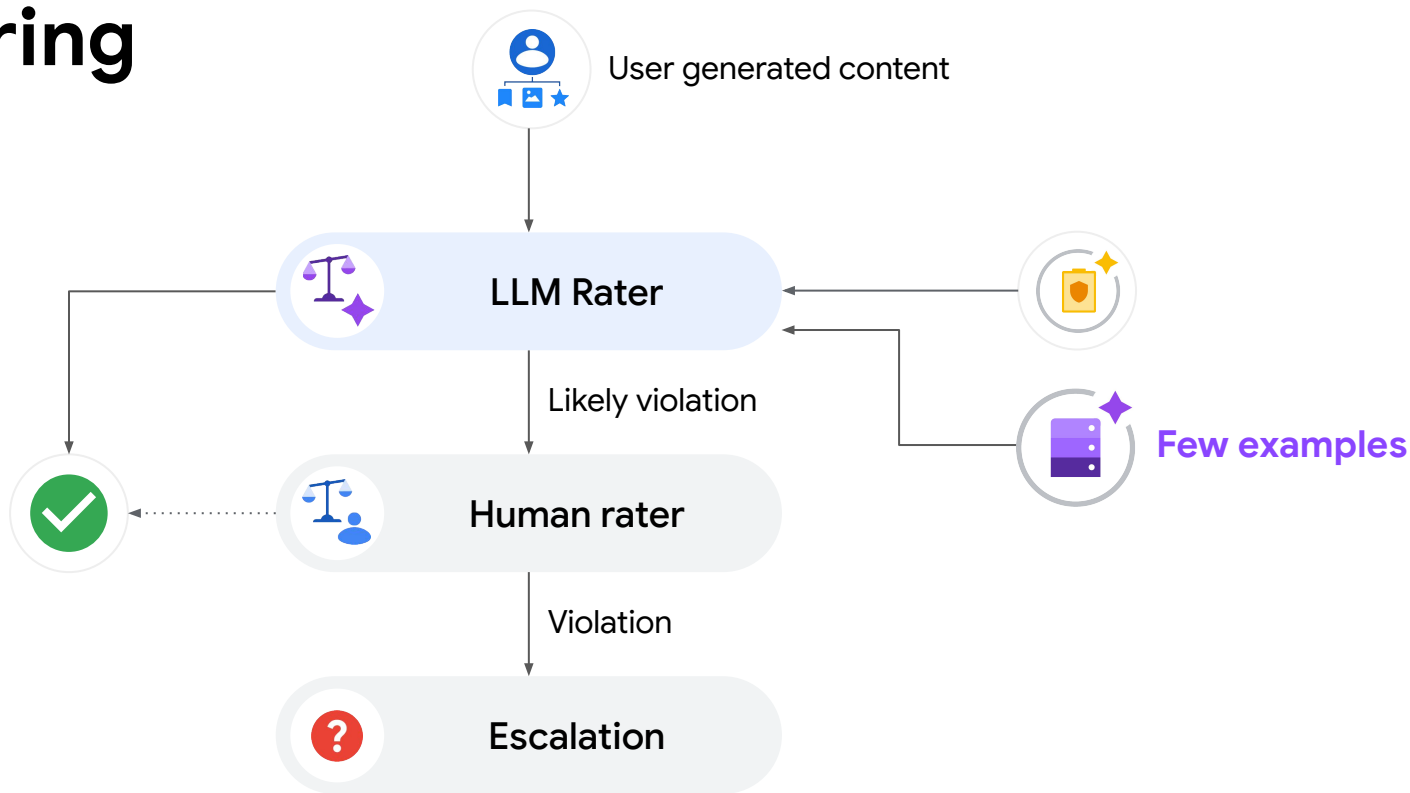 ring
User generated content
LLM Rater
Likely violation
Few examples
Human rater
Violation
Escalation